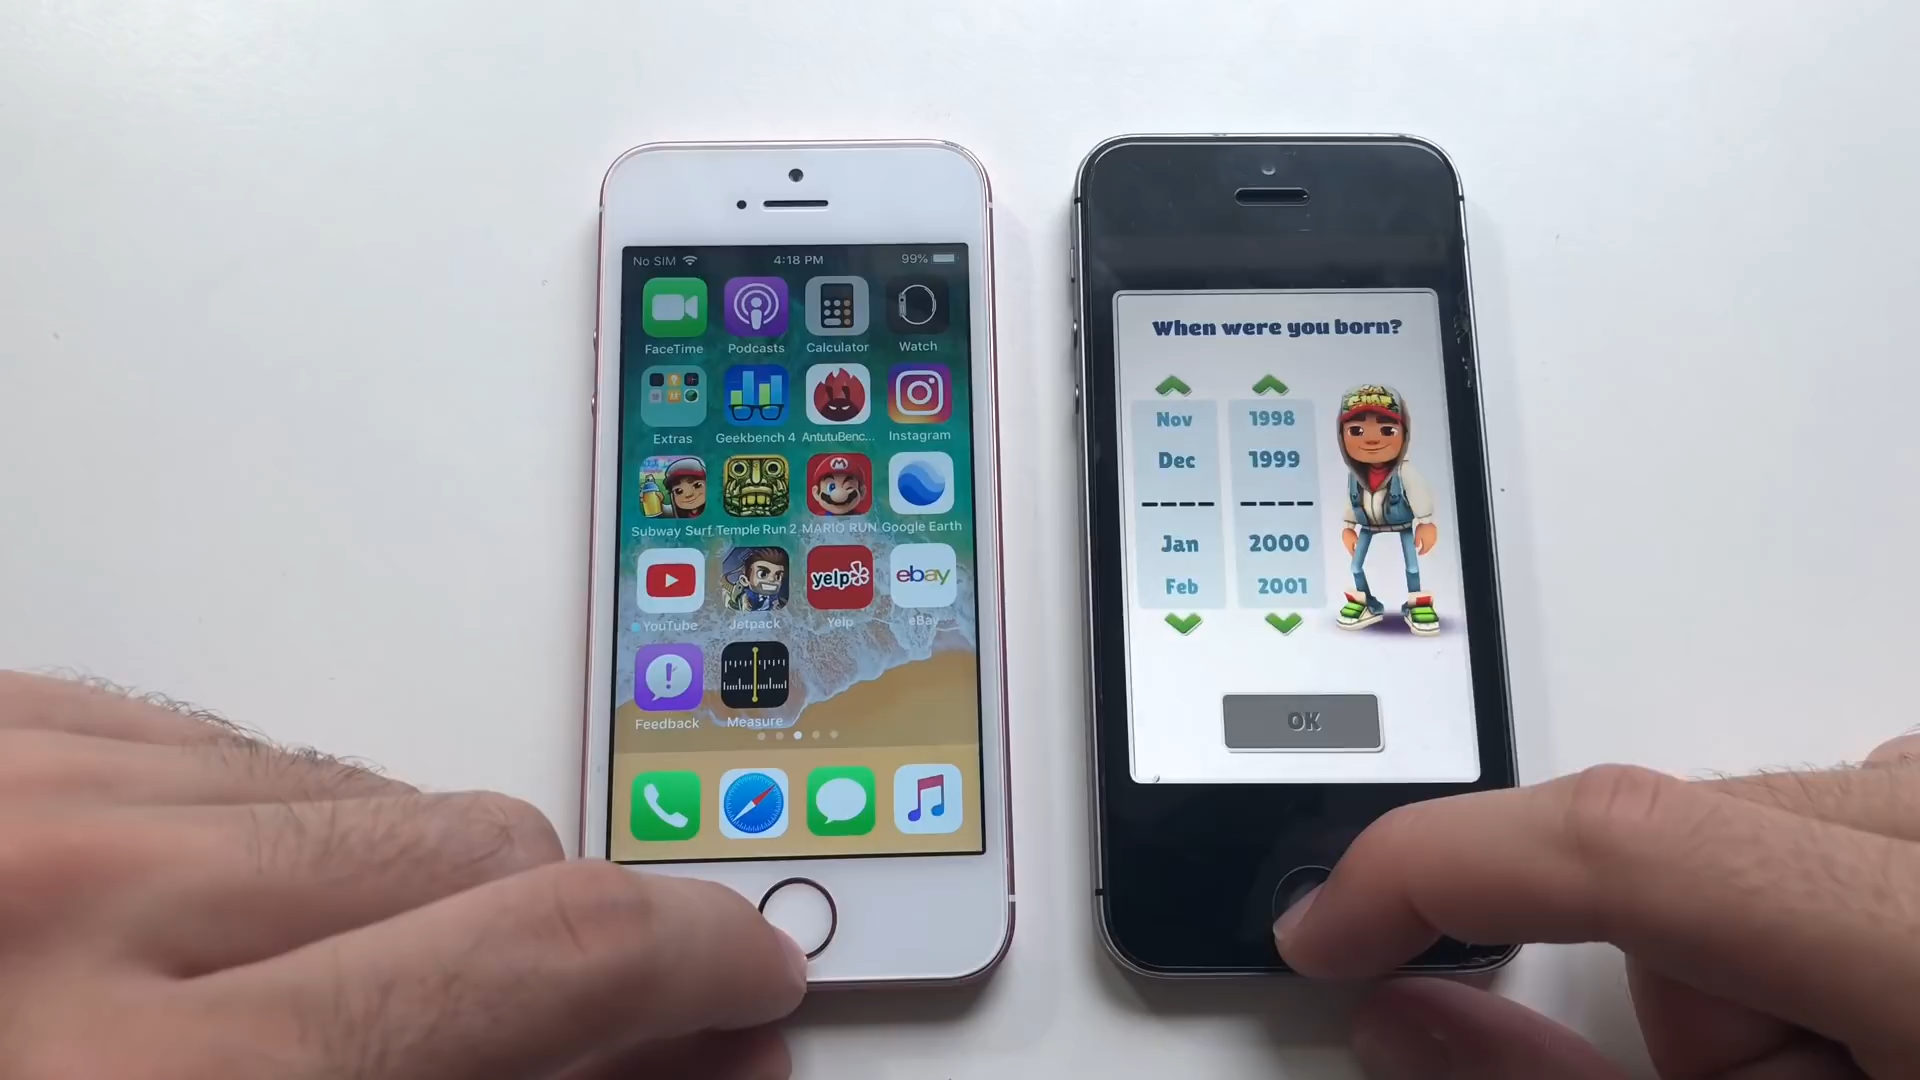 No SIM 4:18 PM 99%
FaceTime Podcasts Calculator Watch
Extras Geekbench 4 AntutuBenc... Instagram
Subway Surf Temple Run 2 MARIO RUN Google Earth
yelp ebay
YouTube Jetpack Yelp eBay
Feedback Measure
When were you born?
Nov 1998
Dec 1999
---- ----
Jan 2000
Feb 2001
OK